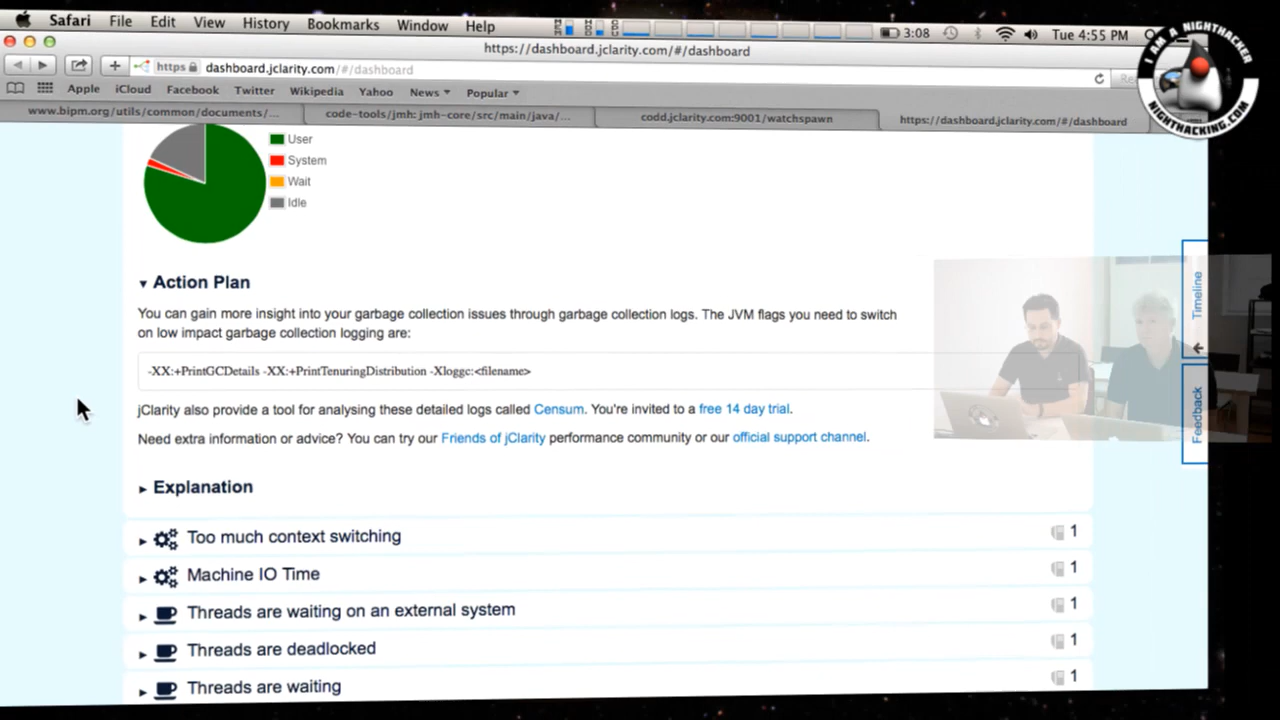 Safari File Edit View History Bookmarks Window Help 3:08 Tue 4:55 PM
https://dashboard.jclarity.com/#/dashboard
https dashboard.jclarity.com/#/dashboard
Apple iCloud Facebook Twitter Wikipedia Yahoo News Popular
www.bipm.org/utils/common/documents/... code-tools/jmh: jmh-core/src/main/java/... codd.jclarity.com:9001/watchspawn https://dashboard.jclarity.com/#/dashboard
I AM A NIGHTHACKER
NIGHTHACKING.COM
User
System
Wait
Idle
Action Plan
You can gain more insight into your garbage collection issues through garbage collection logs. The JVM flags you need to switch
on low impact garbage collection logging are:
-XX:+PrintGCDetails -XX:+PrintTenuringDistribution -Xloggc:<filename>
jClarity also provide a tool for analysing these detailed logs called Censum. You're invited to a free 14 day trial.
Need extra information or advice? You can try our Friends of jClarity performance community or our official support channel.
Timeline
Feedback
Explanation
Too much context switching 1
Machine IO Time 1
Threads are waiting on an external system 1
Threads are deadlocked 1
Threads are waiting 1